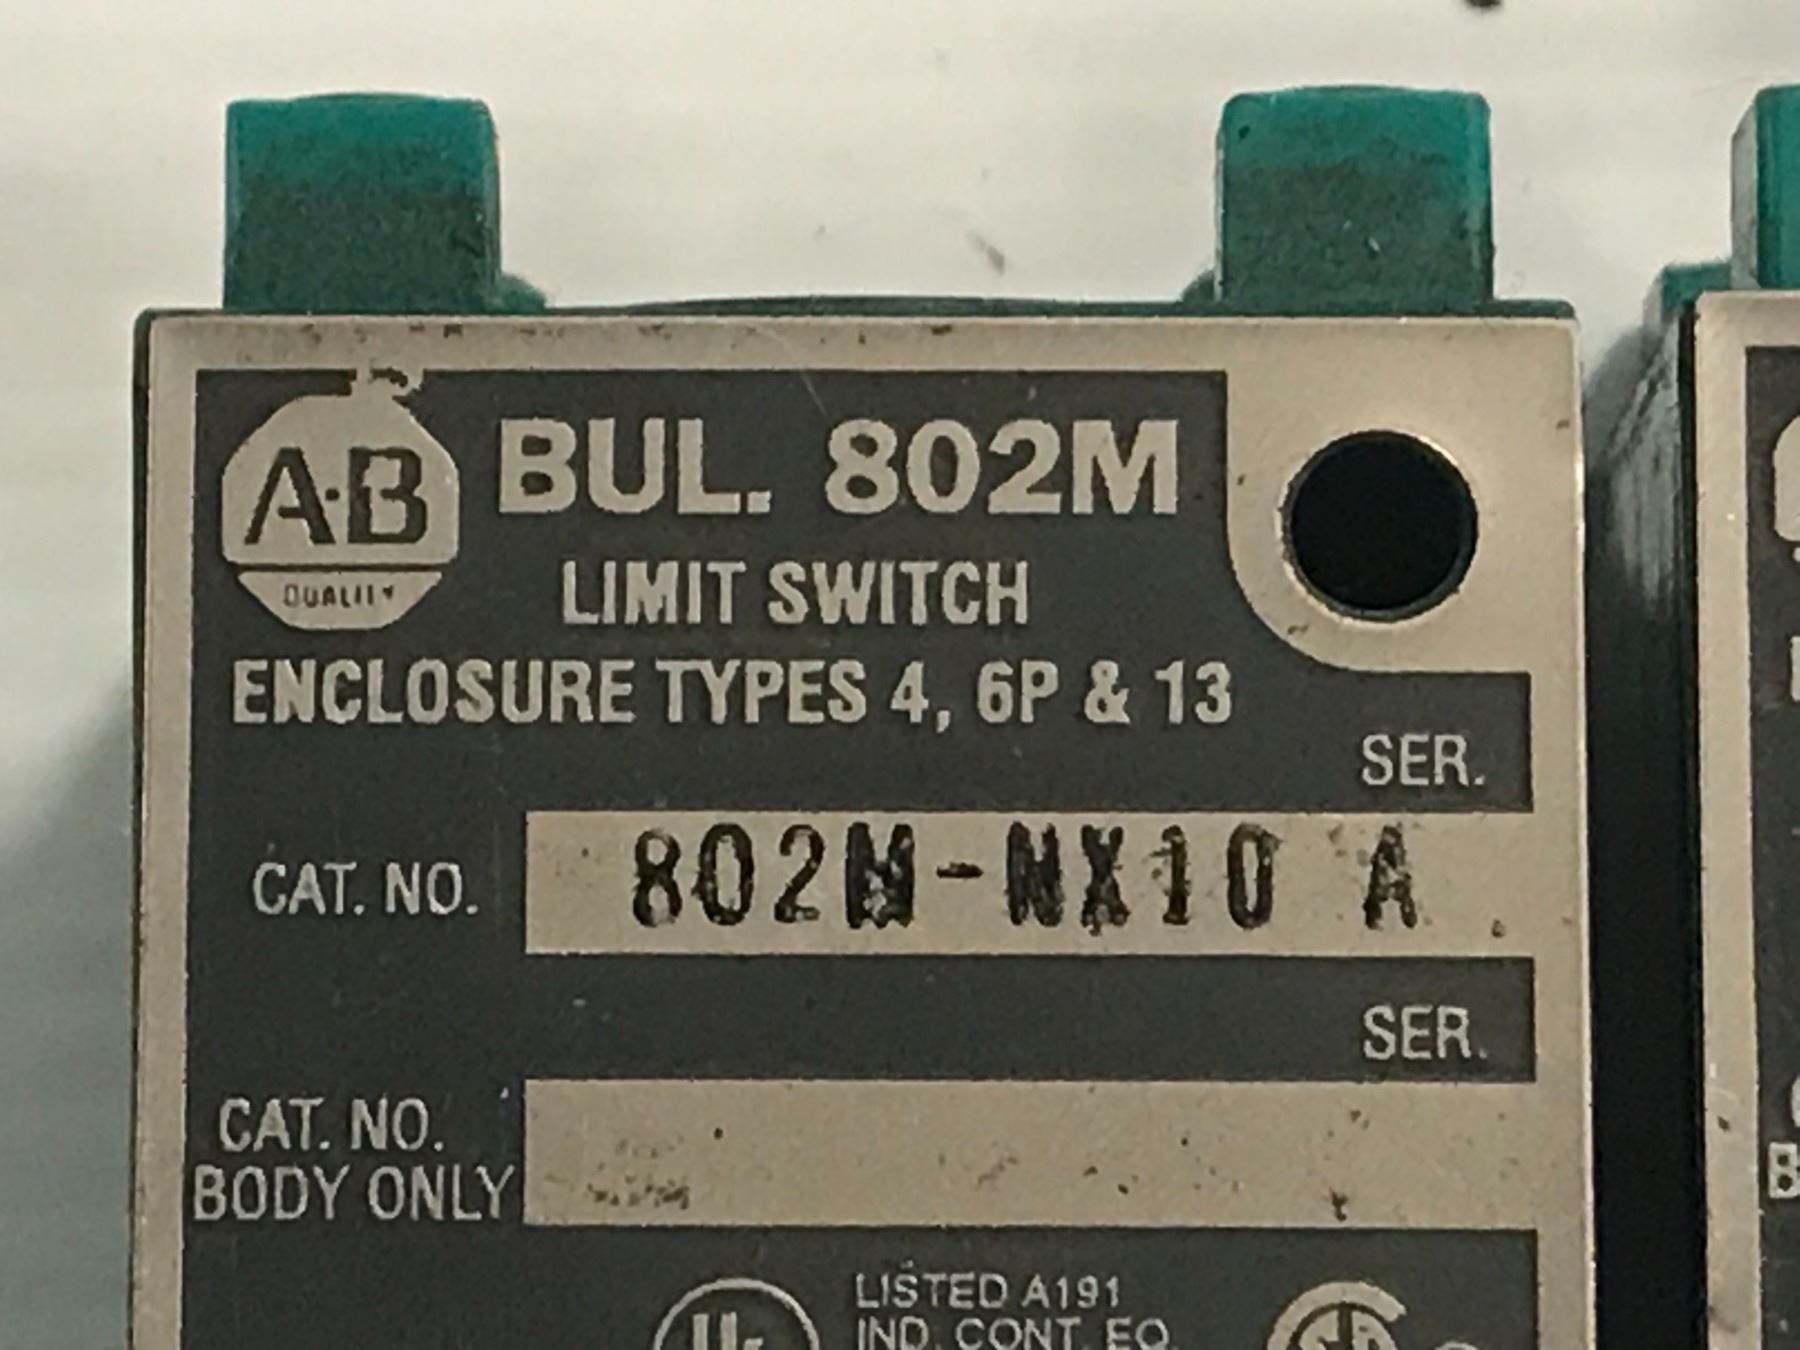 A-B QUALITY
BUL. 802M
LIMIT SWITCH
ENCLOSURE TYPES 4, 6P & 13
SER.
CAT. NO. 802M-NX10 A
SER.
CAT. NO.
BODY ONLY
LISTED A191
IND. CONT. EQ.